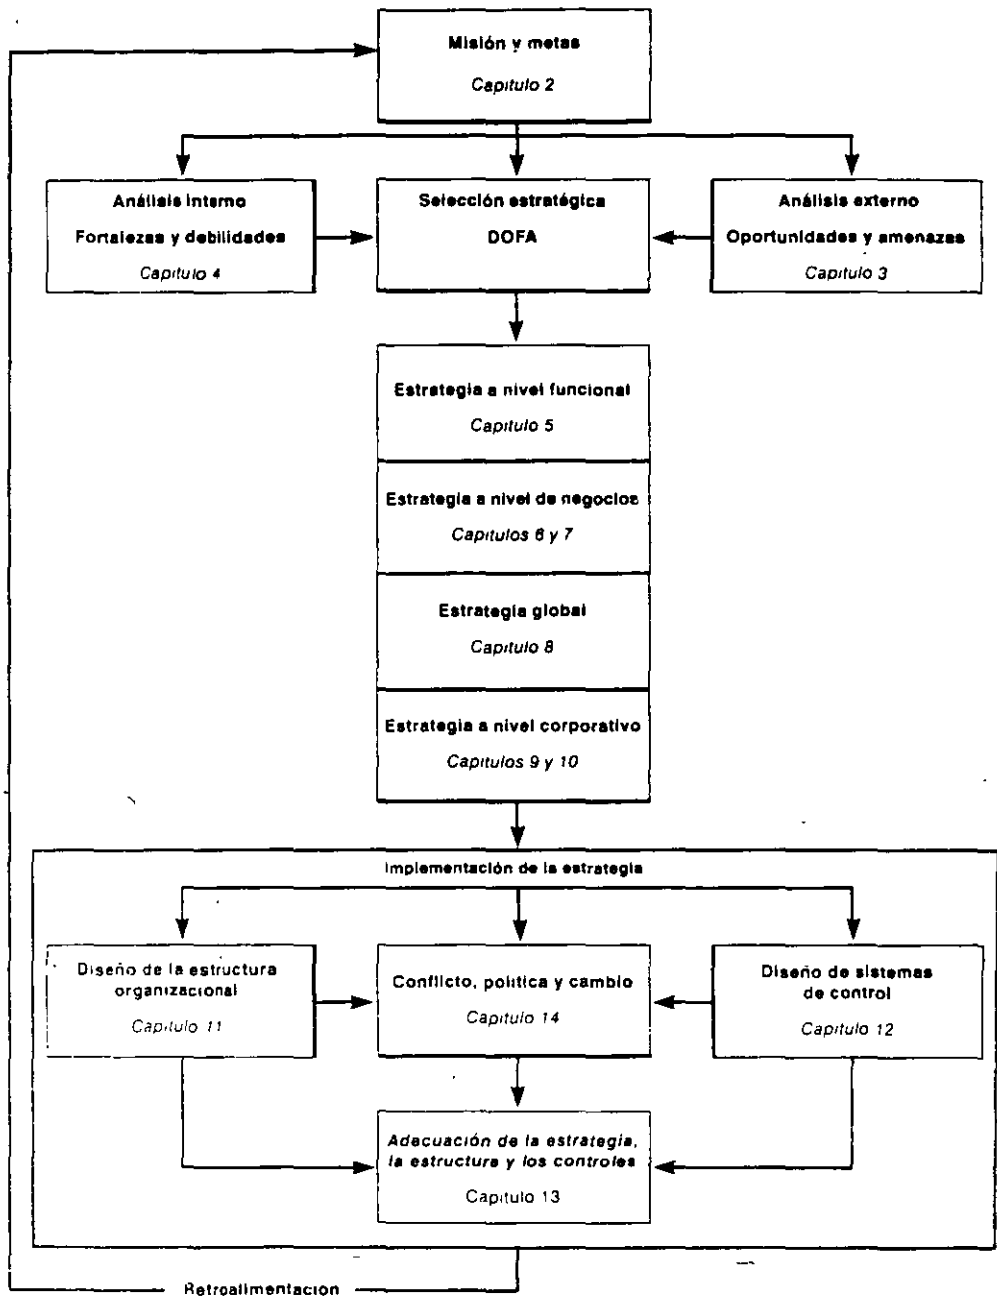 Misión y metas
Capítulo 2
Análisis interno
Fortalezas y debilidades
Capítulo 4
Selección estratégica
DOFA
Análisis externo
Oportunidades y amenazas
Capítulo 3
Estrategia a nivel funcional
Capítulo 5
Estrategia a nivel de negocios
Capítulos 6 y 7
Estrategia global
Capítulo 8
Estrategia a nivel corporativo
Capítulos 9 y 10
Implementación de la estrategia
Diseño de la estructura
organizacional
Capítulo 11
Conflicto, política y cambio
Capítulo 14
Diseño de sistemas
de control
Capítulo 12
Adecuación de la estrategia,
la estructura y los controles
Capítulo 13
Retroalimentación